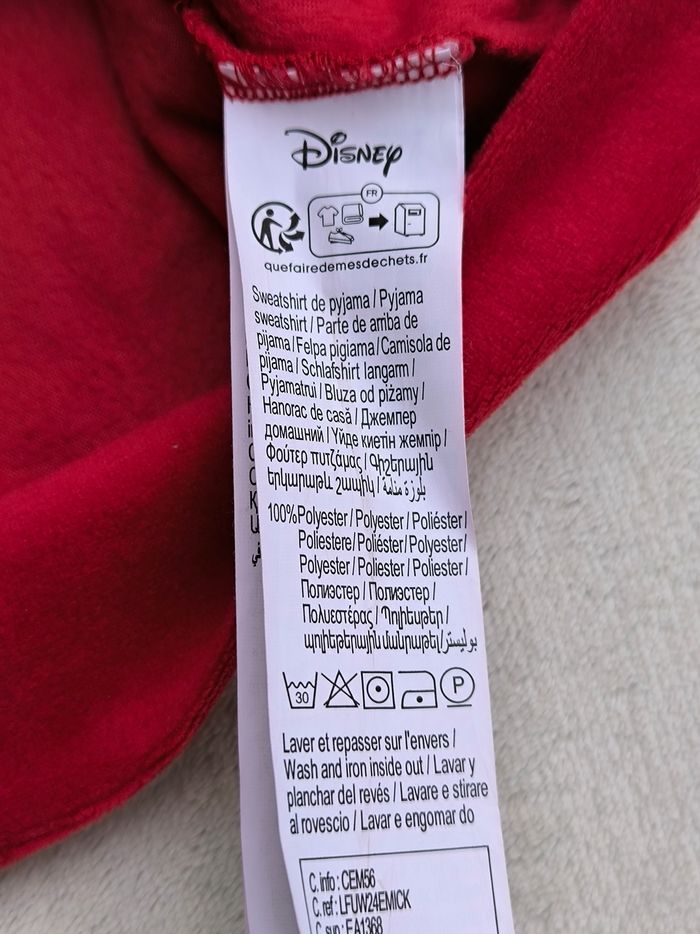 Disney
FR
quefairedemesdechets.fr
Sweatshirt de pyjama / Pyjama
sweatshirt / Parte de arriba de
pijama / Felpa pigiama / Camisola de
pijama / Schlafshirt langarm /
Pyjamatrui / Bluza od piżamy /
Hanorac de casă / Джемпер
домашний / Үйде киетін жемпір /
Φούτερ πυτζάμας / Գիշերային
երկարաթև շապիկ / بلوزة منامة
100%Polyester / Polyester / Poliéster /
Poliestere / Poliéster / Polyester /
Polyester / Poliester / Poliester /
Полиэстер / Полиэстер /
Πολυεστέρας / Պոլիեսթեր /
պոլիեթերային մանրաթել / بوليستر
30
P
Laver et repasser sur l'envers /
Wash and iron inside out / Lavar y
planchar del revés / Lavare e stirare
al rovescio / Lavar e engomar do
C. info : CEM56
C. ref : LFUW24EMICK
C. sup : EA1368